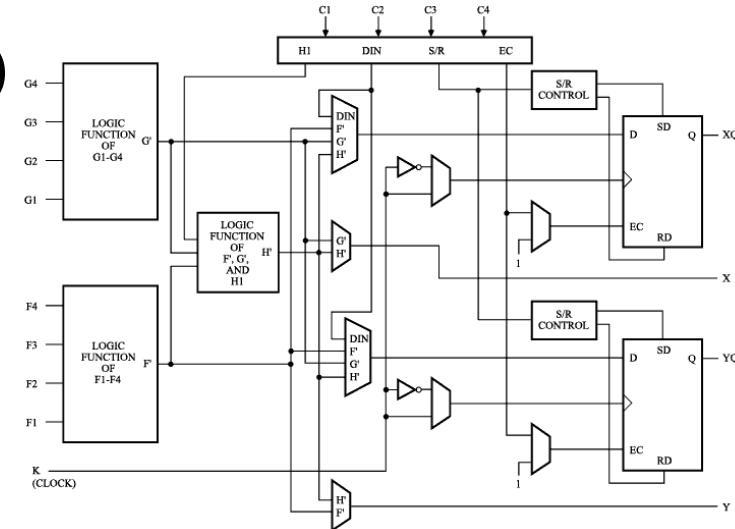 C1 C2 C3 C4
H1 DIN S/R EC
G4
G3
G2
G1
LOGIC
FUNCTION
OF
G1-G4
G'
DIN
F'
G'
H'
S/R
CONTROL
D
SD
Q
XQ
EC
RD
1
LOGIC
FUNCTION
OF
F', G',
AND
H1
H'
G'
H'
X
F4
F3
F2
F1
LOGIC
FUNCTION
OF
F1-F4
F'
DIN
F'
G'
H'
S/R
CONTROL
D
SD
Q
YQ
EC
RD
1
K
(CLOCK)
H'
F'
Y